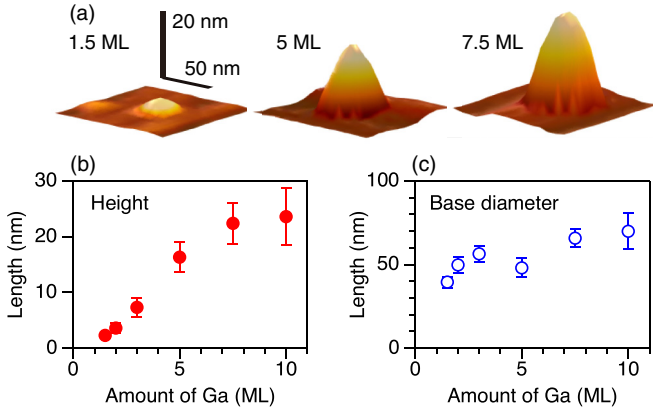 (a)
1.5 ML
20 nm
50 nm
5 ML
7.5 ML
(b)
Height
Length (nm)
30
20
10
0
0
5
10
Amount of Ga (ML)
(c)
Base diameter
Length (nm)
100
50
0
0
5
10
Amount of Ga (ML)